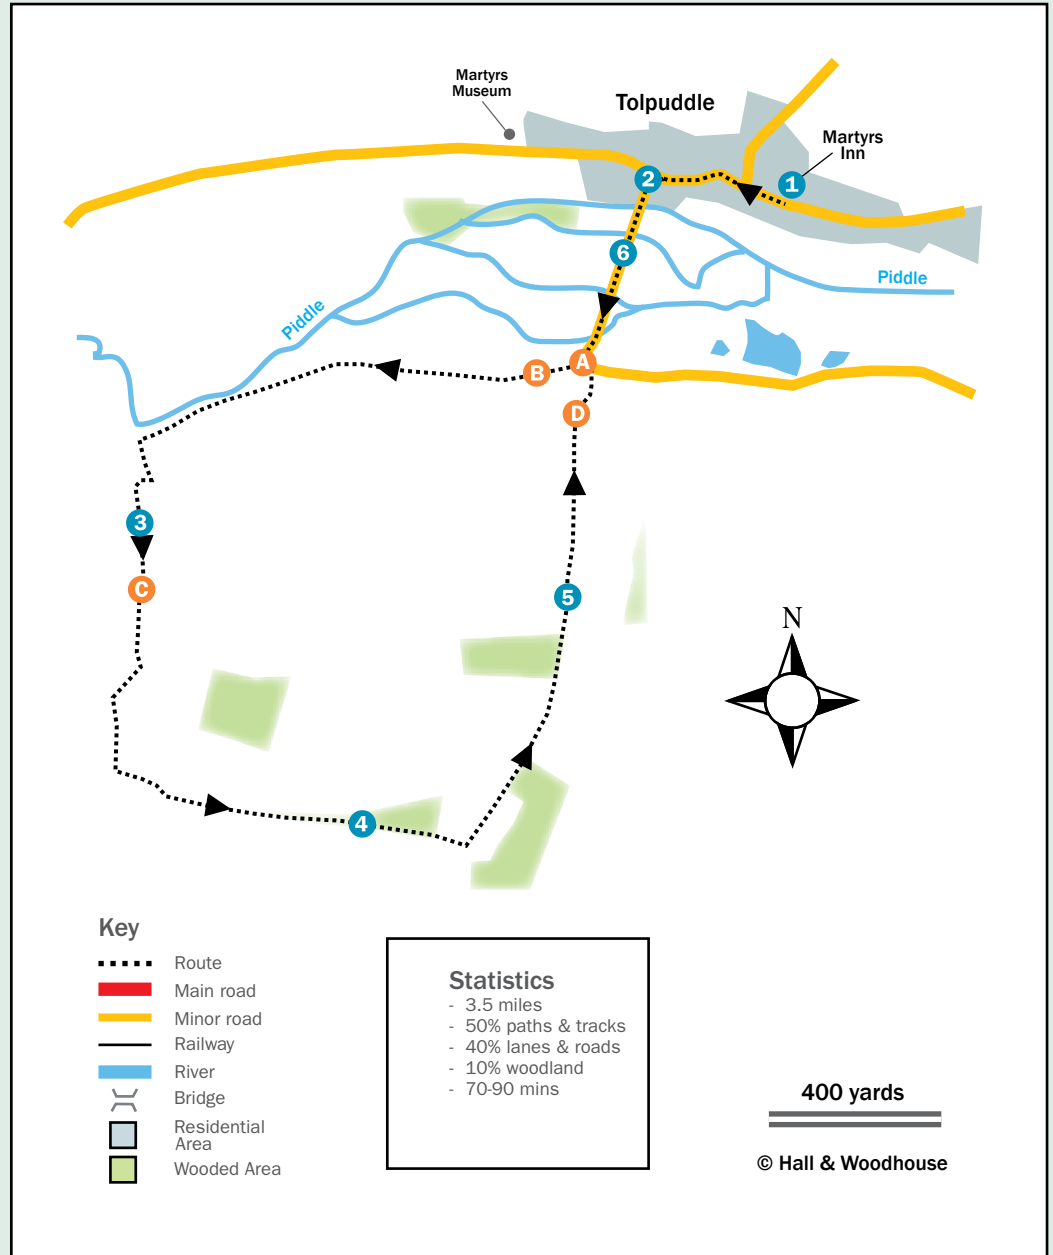 Martyrs
Museum
Tolpuddle
Martyrs
Inn
1
2
6
Piddle
Piddle
A
B
D
3
C
5
N
4
Key
Route
Main road
Minor road
Railway
River
Bridge
Residential
Area
Wooded Area
Statistics
- 3.5 miles
- 50% paths & tracks
- 40% lanes & roads
- 10% woodland
- 70-90 mins
400 yards
© Hall & Woodhouse